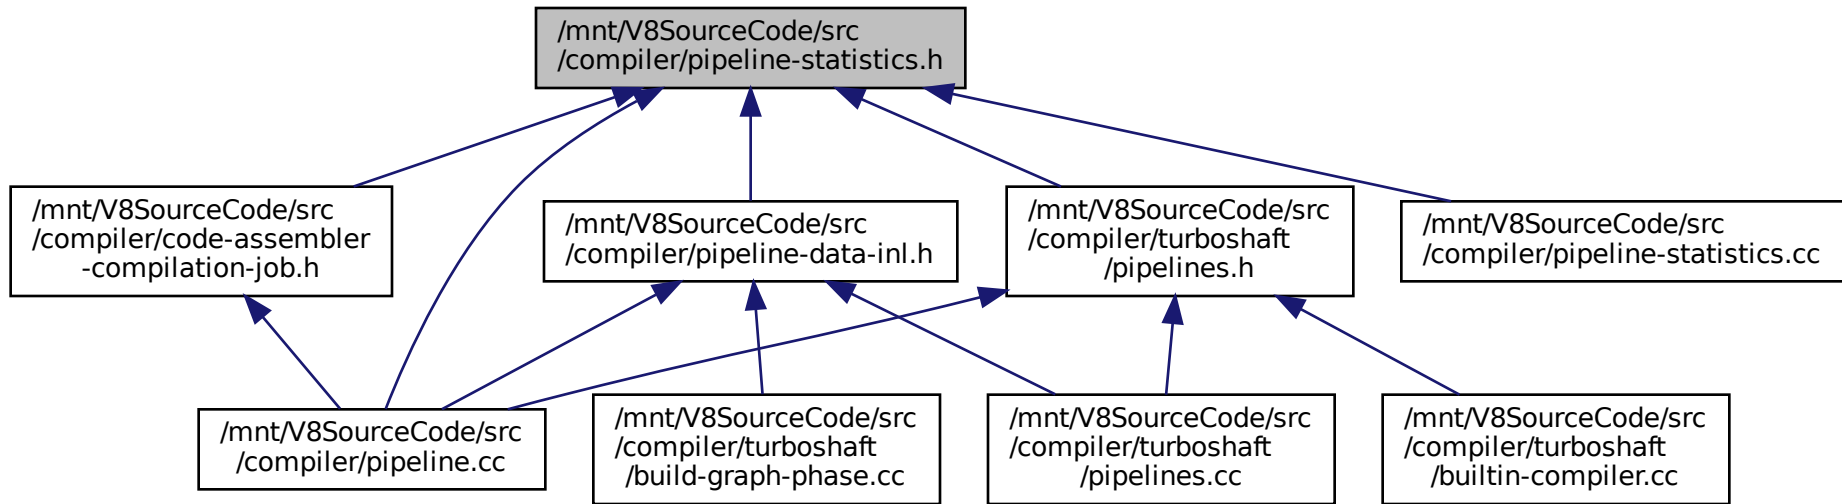 /mnt/V8SourceCode/src
/compiler/pipeline-statistics.h
/mnt/V8SourceCode/src
/compiler/code-assembler
-compilation-job.h
/mnt/V8SourceCode/src
/compiler/pipeline-data-inl.h
/mnt/V8SourceCode/src
/compiler/turboshaft
/pipelines.h
/mnt/V8SourceCode/src
/compiler/pipeline-statistics.cc
/mnt/V8SourceCode/src
/compiler/pipeline.cc
/mnt/V8SourceCode/src
/compiler/turboshaft
/build-graph-phase.cc
/mnt/V8SourceCode/src
/compiler/turboshaft
/pipelines.cc
/mnt/V8SourceCode/src
/compiler/turboshaft
/builtin-compiler.cc